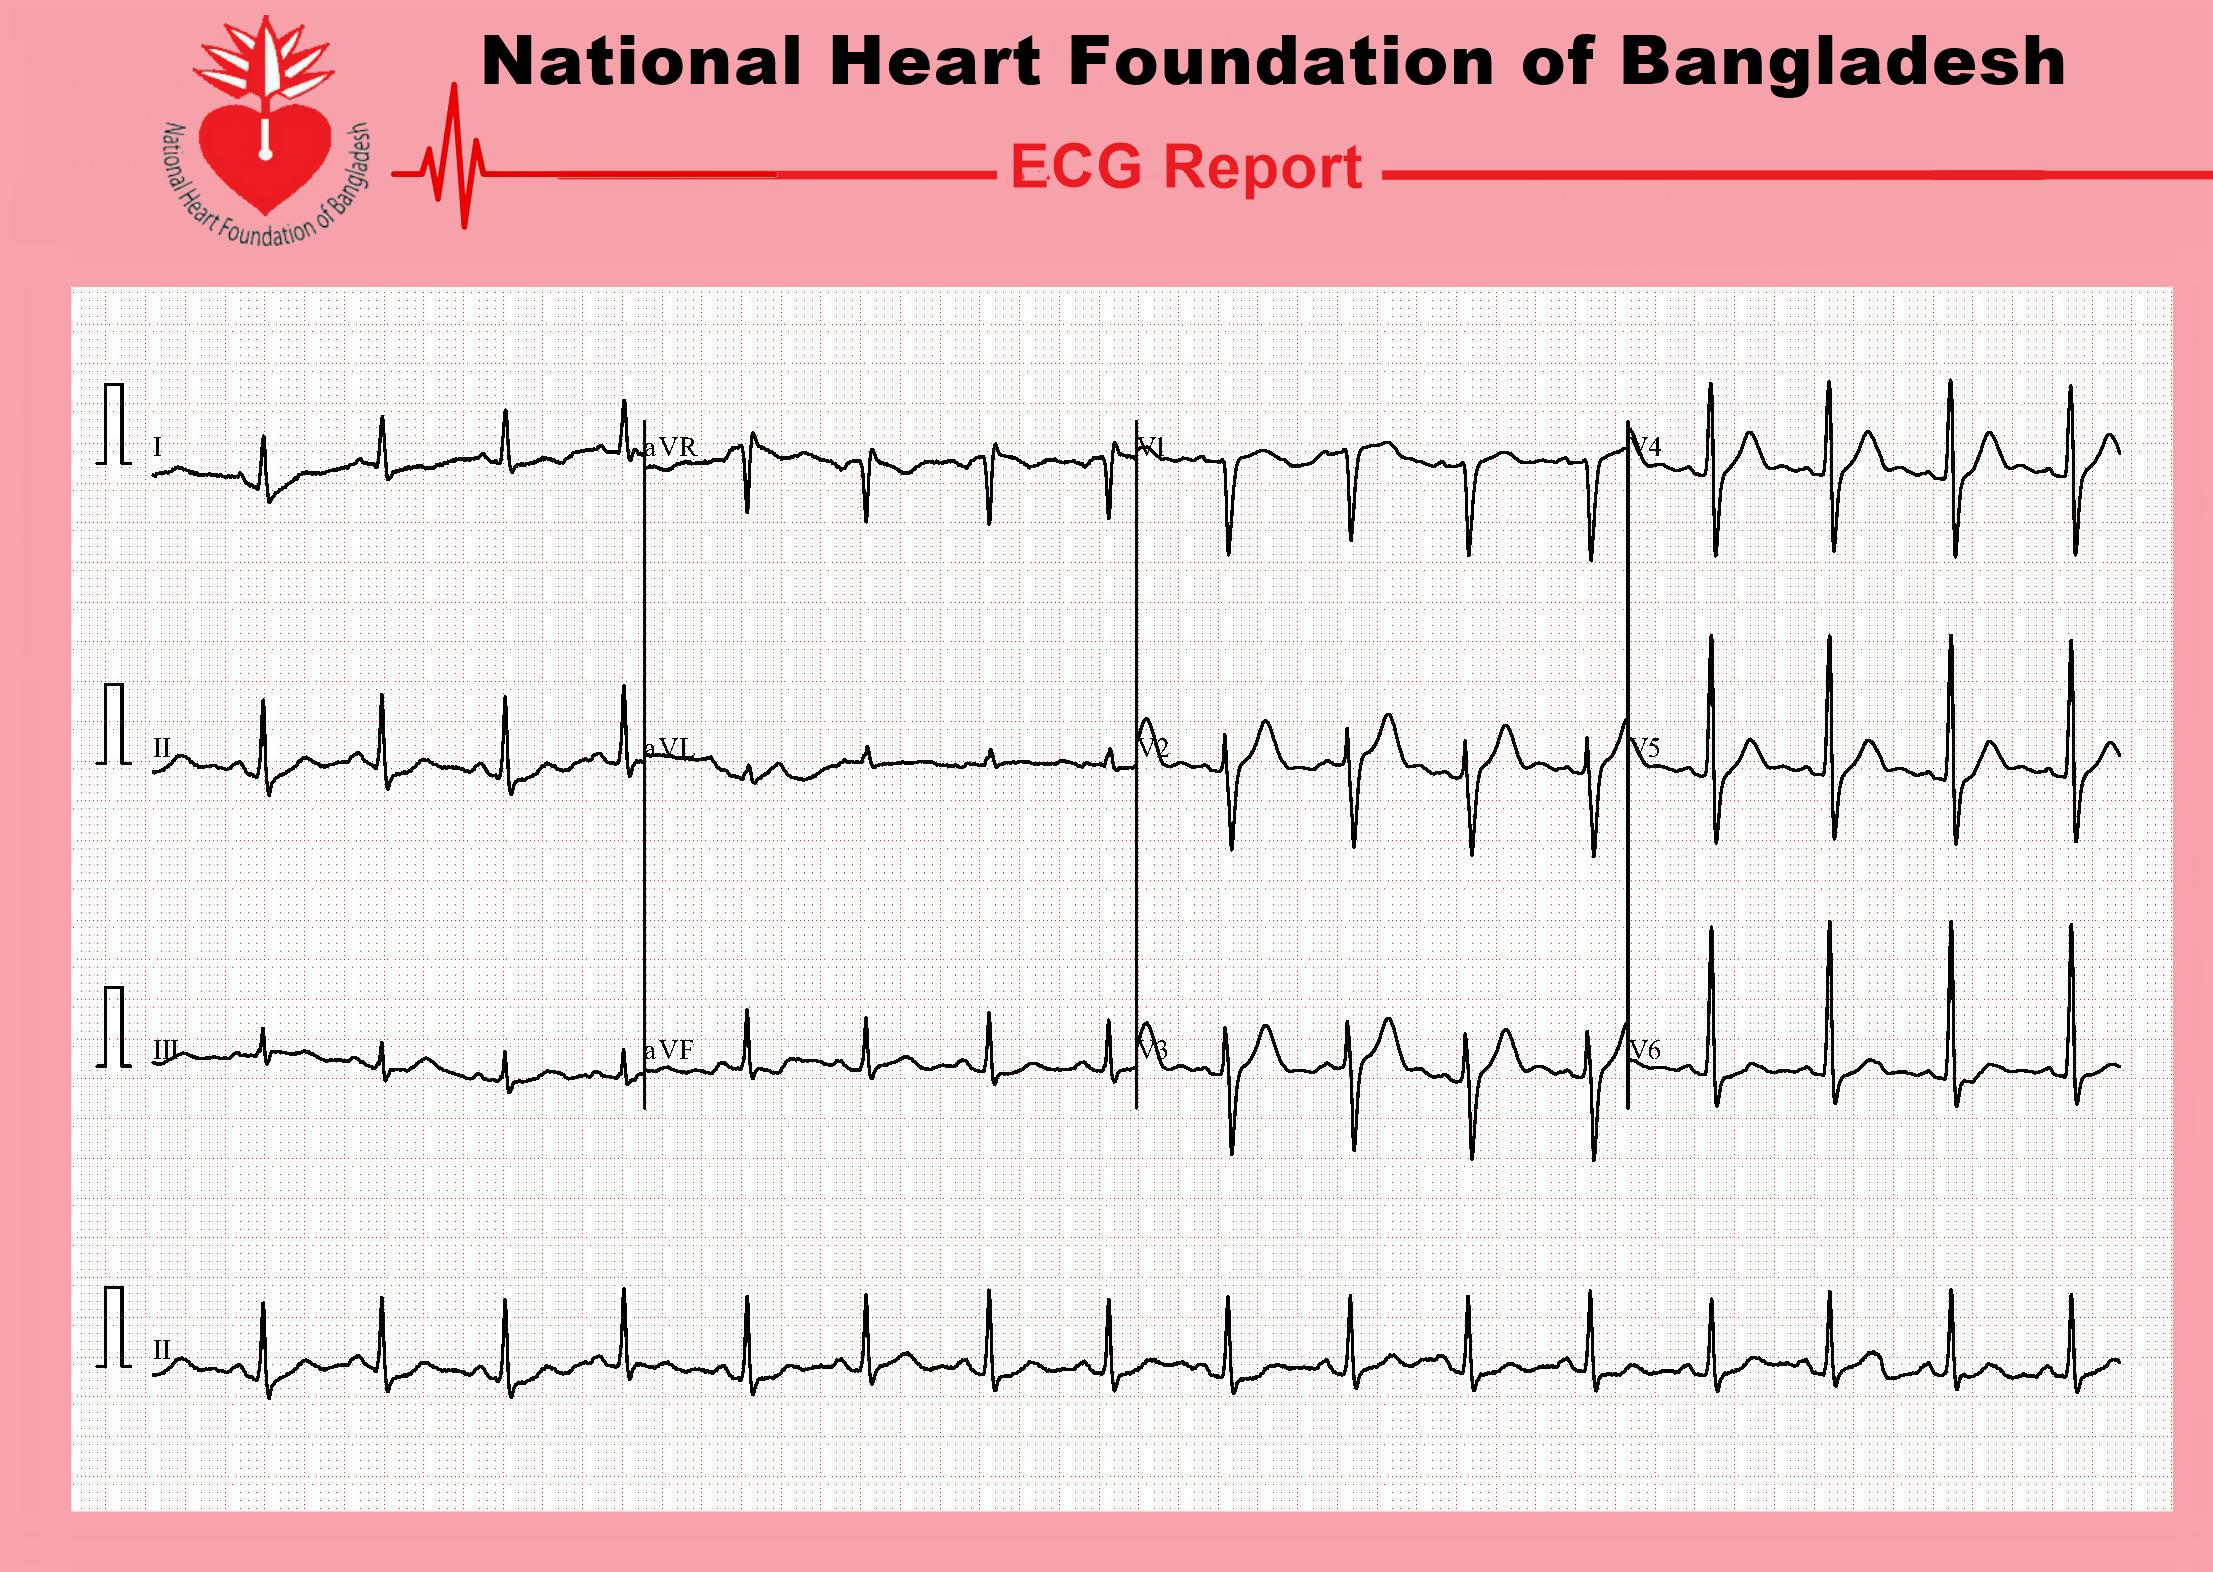 National Heart Foundation of Bangladesh
National Heart Foundation of Bangladesh
ECG Report
I aVR V1 V4
II aVL V2 V5
III aVF V3 V6
II